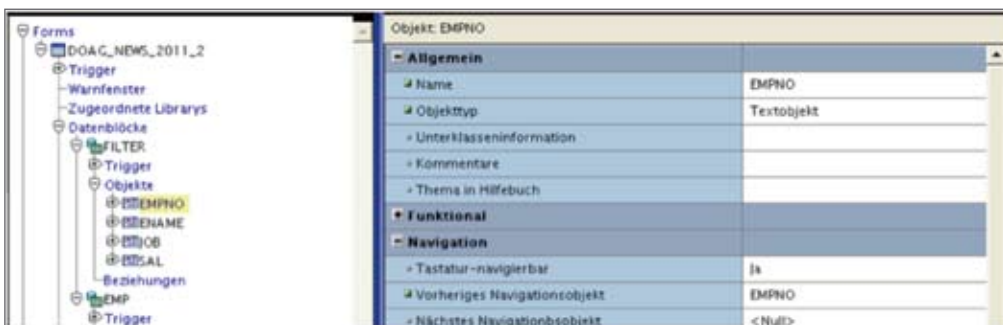 Forms
DOAG_NEWS_2011_2
Trigger
Warnfenster
Zugeordnete Librarys
Datenblöcke
FILTER
Trigger
Objekte
EMPNO
ENAME
JOB
SAL
Beziehungen
EMP
Trigger
Objekt: EMPNO
Allgemein
Name EMPNO
Objekttyp Textobjekt
Unterklasseninformation
Kommentare
Thema in Hilfebuch
Funktional
Navigation
Tastatur-navigierbar Ja
Vorheriges Navigationsobjekt EMPNO
Nächstes Navigationbsobjekt <Null>